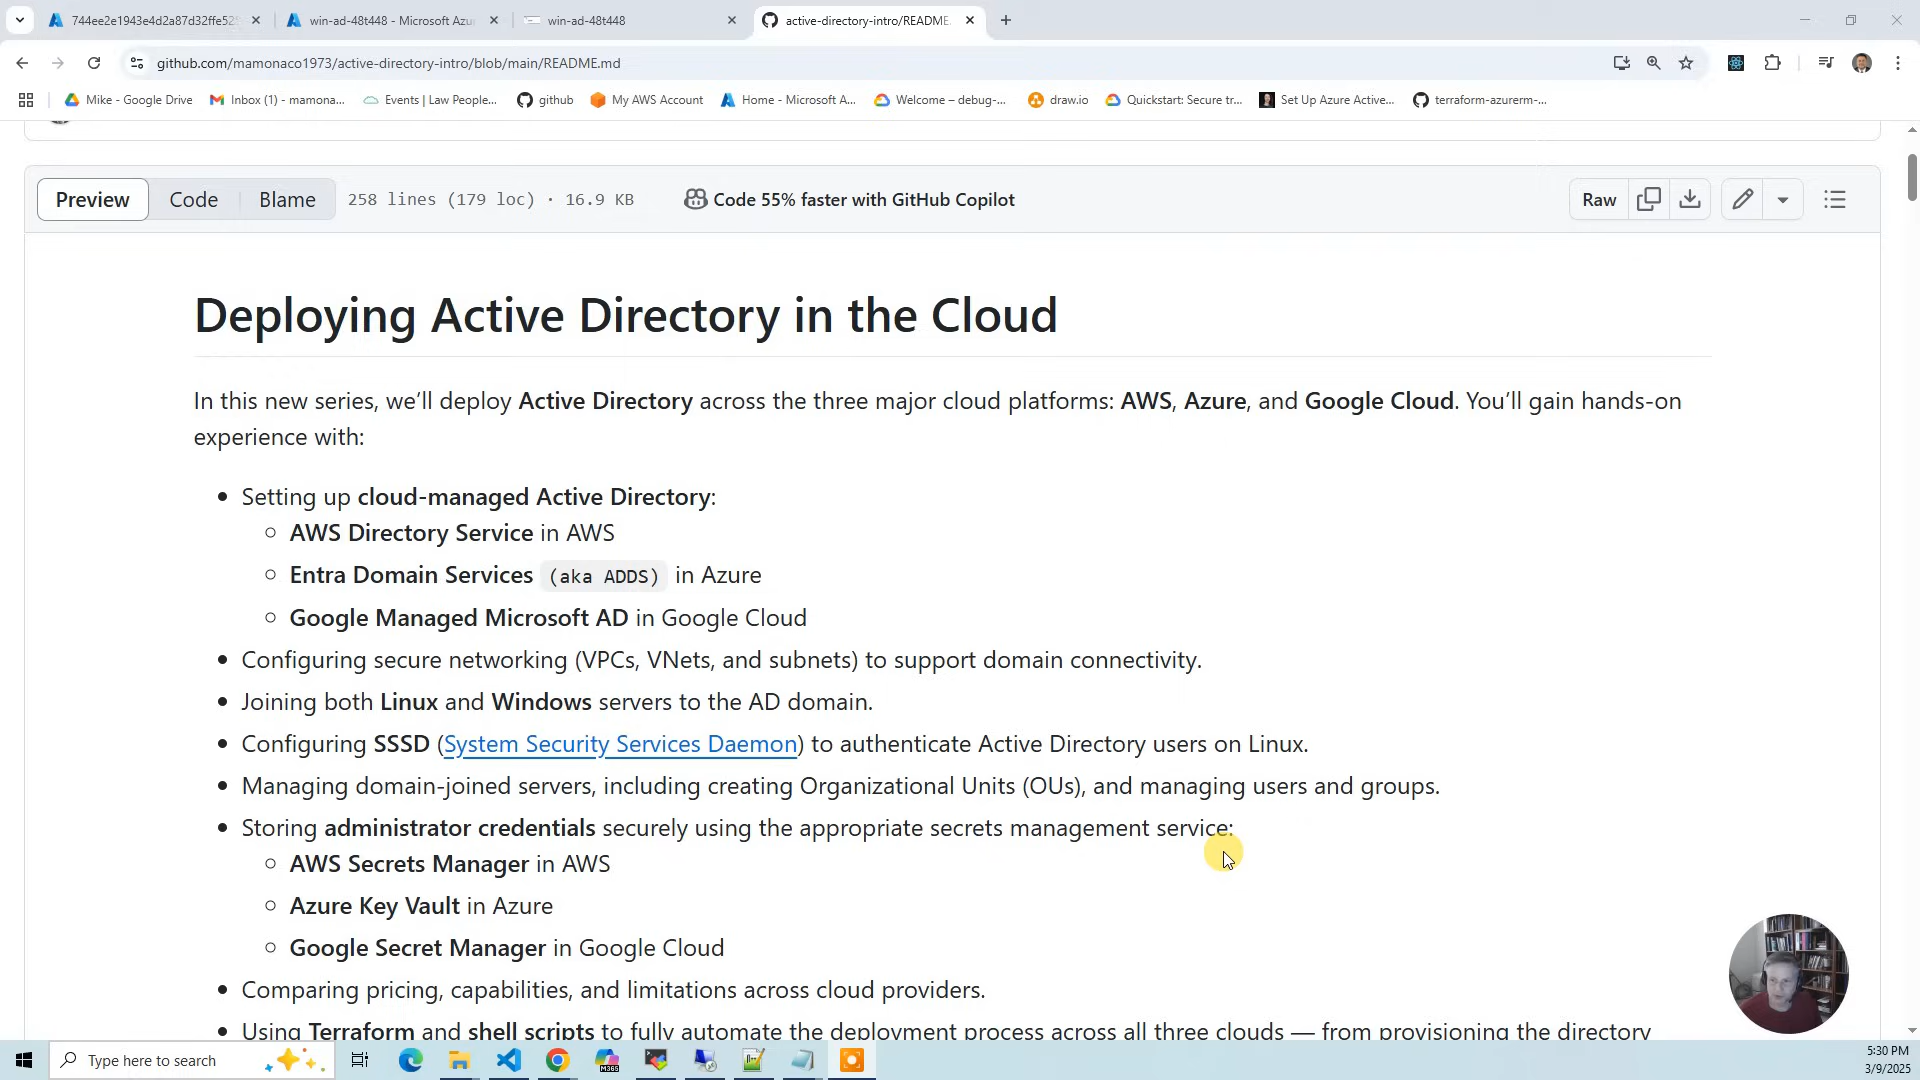 744ee2e1943e4d2a87d32ffe529
win-ad-48t448 - Microsoft Azu
win-ad-48t448
active-directory-intro/README.
github.com/mamonaco1973/active-directory-intro/blob/main/README.md
Mike - Google Drive
Inbox (1) - mamona...
Events | Law People...
github
My AWS Account
Home - Microsoft A...
Welcome – debug-...
draw.io
Quickstart: Secure tr...
Set Up Azure Active...
terraform-azurerm-...
Preview
Code
Blame
258 lines (179 loc) · 16.9 KB
Code 55% faster with GitHub Copilot
Raw
Deploying Active Directory in the Cloud
In this new series, we’ll deploy Active Directory across the three major cloud platforms: AWS, Azure, and Google Cloud. You’ll gain hands-on
experience with:
Setting up cloud-managed Active Directory:
AWS Directory Service in AWS
Entra Domain Services (aka ADDS) in Azure
Google Managed Microsoft AD in Google Cloud
Configuring secure networking (VPCs, VNets, and subnets) to support domain connectivity.
Joining both Linux and Windows servers to the AD domain.
Configuring SSSD (System Security Services Daemon) to authenticate Active Directory users on Linux.
Managing domain-joined servers, including creating Organizational Units (OUs), and managing users and groups.
Storing administrator credentials securely using the appropriate secrets management service:
AWS Secrets Manager in AWS
Azure Key Vault in Azure
Google Secret Manager in Google Cloud
Comparing pricing, capabilities, and limitations across cloud providers.
Using Terraform and shell scripts to fully automate the deployment process across all three clouds — from provisioning the directory
Type here to search
M365
5:30 PM
3/9/2025